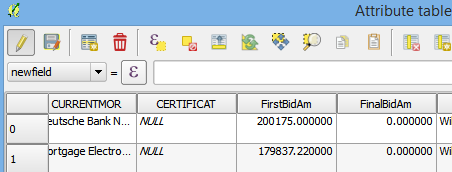 Attribute table
newfield = ε
CURRENTMOR CERTIFICAT FirstBidAm FinalBidAm
0 eutsche Bank N... NULL 200175.000000 0.000000 Wi
1 ortgage Electro... NULL 179837.220000 0.000000 Wi